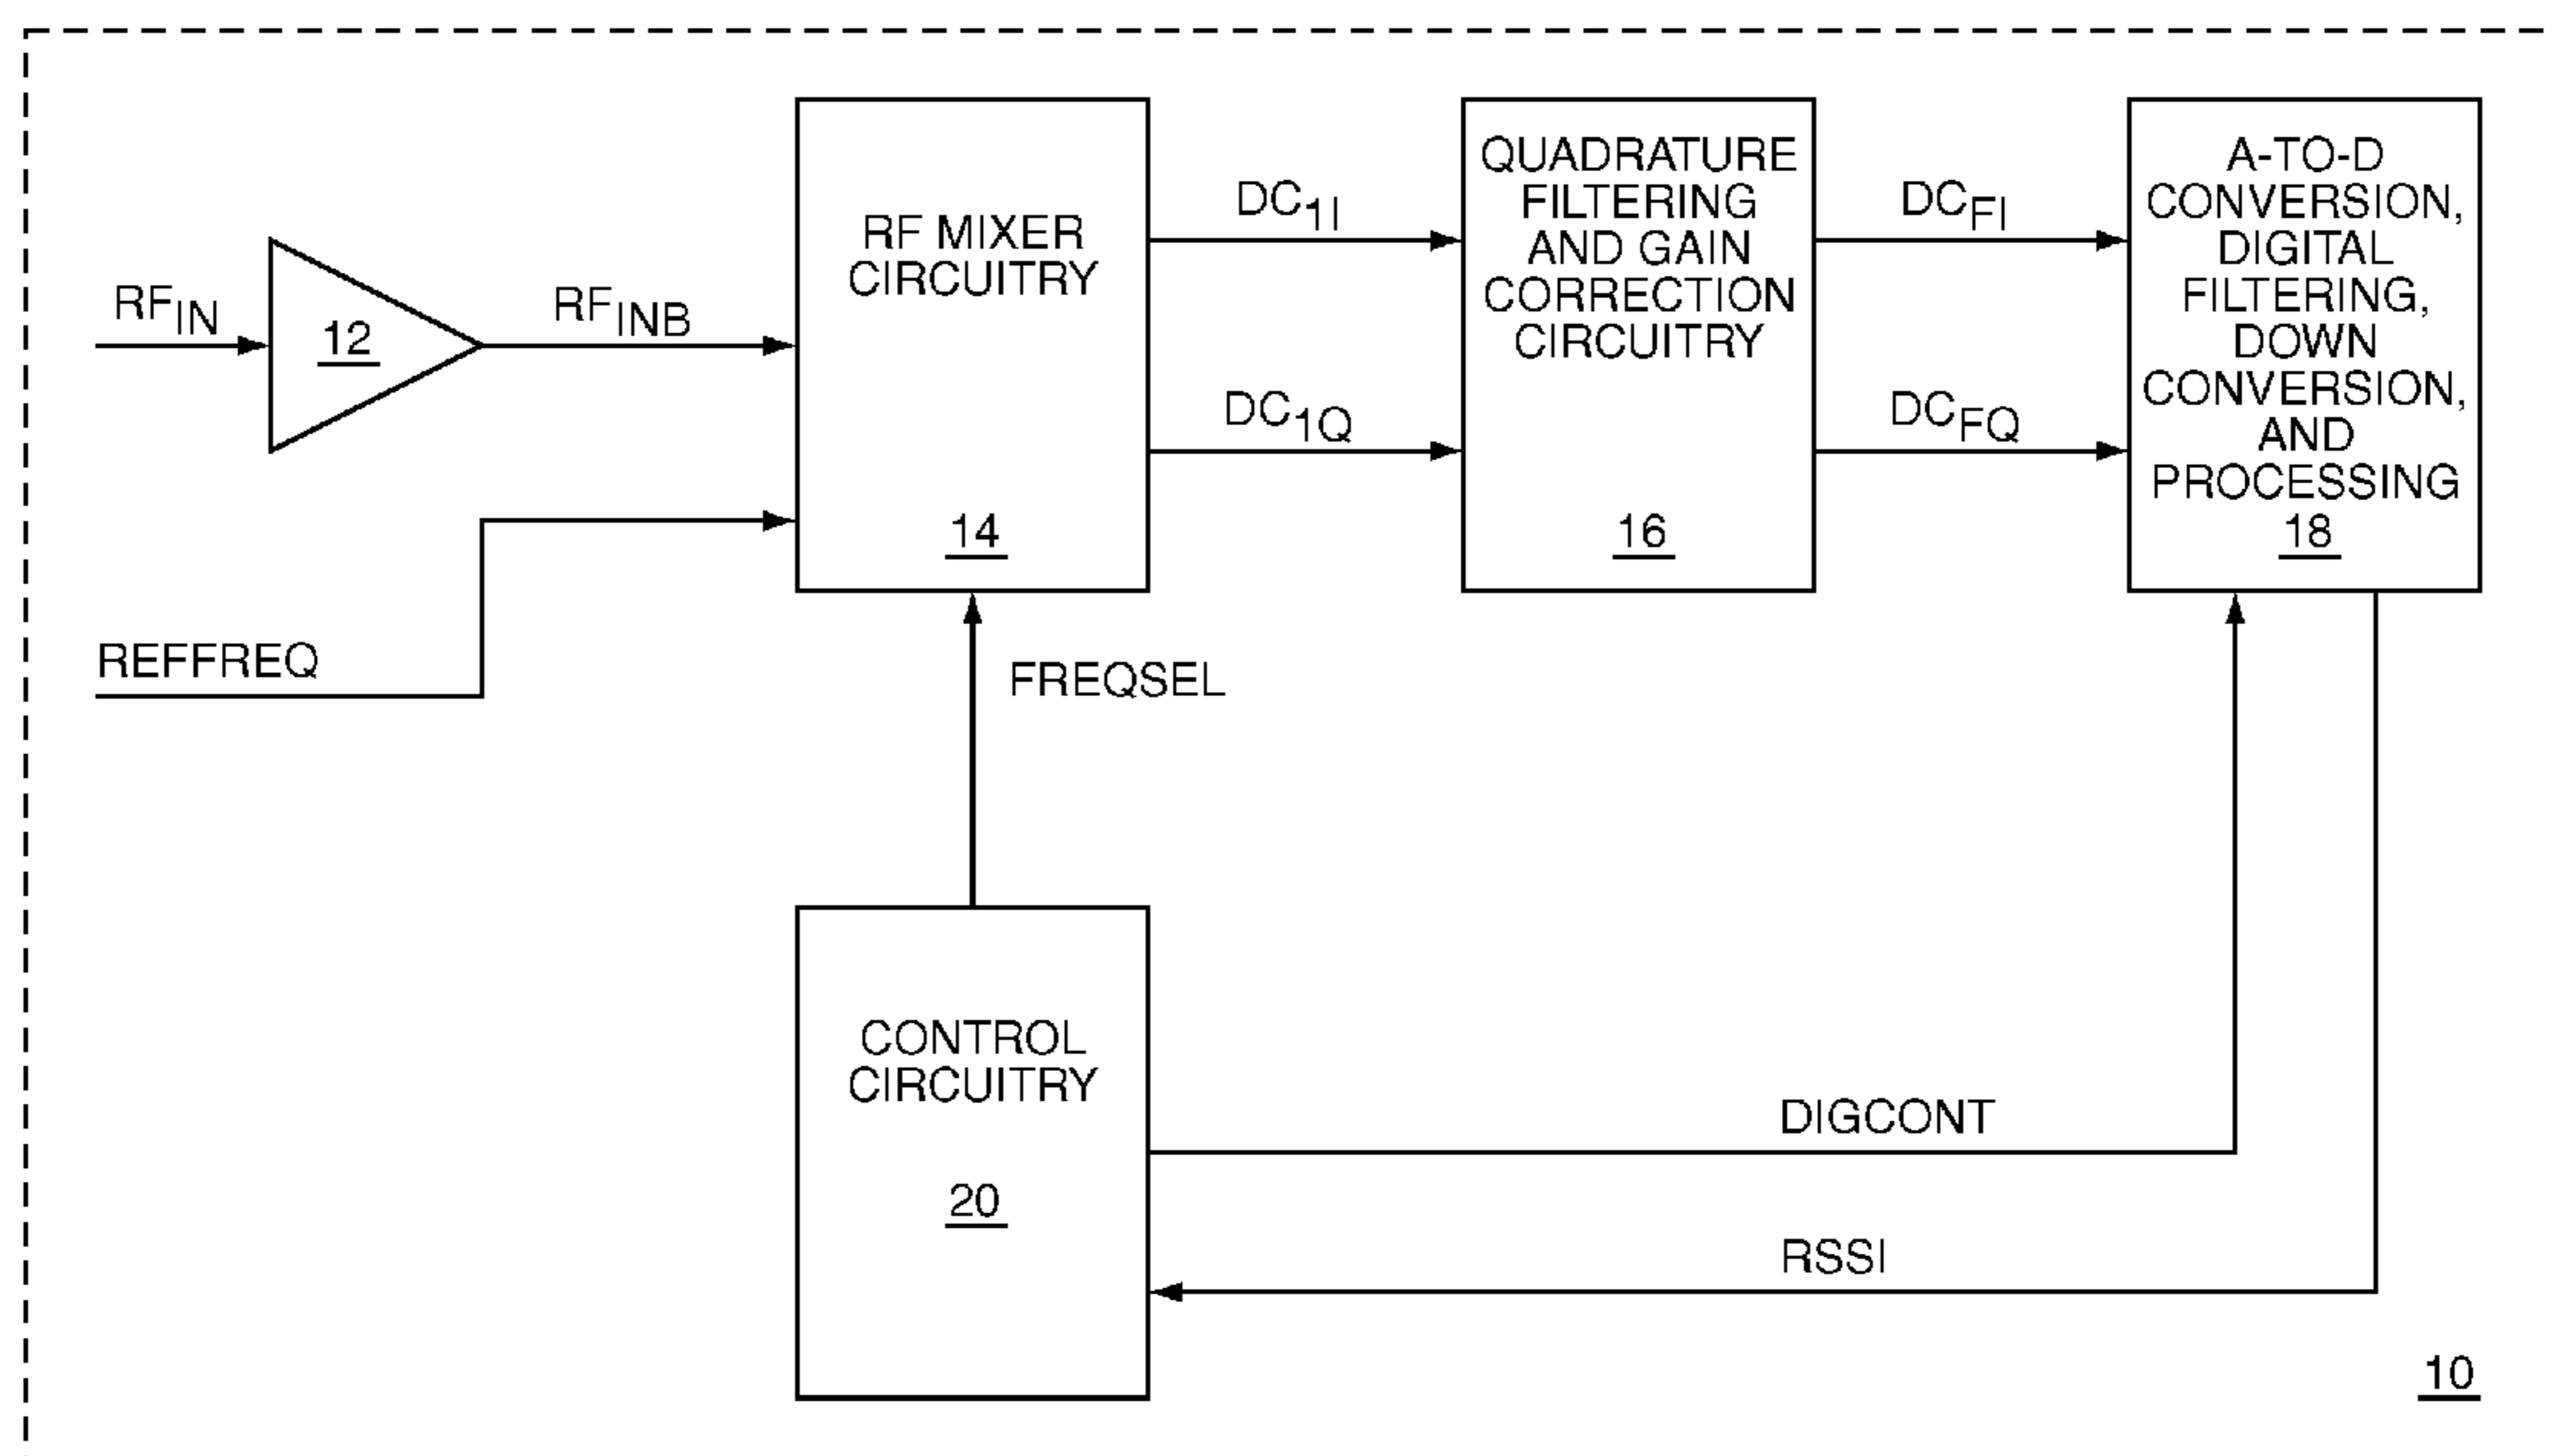 RFIN
12
RFINB
REFFREQ
RF MIXER
CIRCUITRY
14
DC1I
DC1Q
QUADRATURE
FILTERING
AND GAIN
CORRECTION
CIRCUITRY
16
DCFI
DCFQ
A-TO-D
CONVERSION,
DIGITAL
FILTERING,
DOWN
CONVERSION,
AND
PROCESSING
18
FREQSEL
CONTROL
CIRCUITRY
20
DIGCONT
RSSI
10